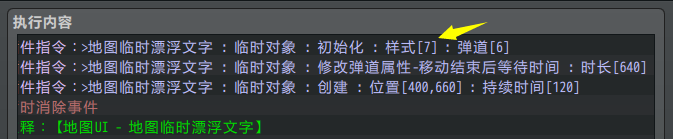 执行内容
件指令：>地图临时漂浮文字 : 临时对象 : 初始化 : 样式[7] : 弹道[6]
件指令：>地图临时漂浮文字 : 临时对象 : 修改弹道属性-移动结束后等待时间 : 时长[640]
件指令：>地图临时漂浮文字 : 临时对象 : 创建 : 位置[400,660] : 持续时间[120]
时消除事件
释：【地图UI - 地图临时漂浮文字】